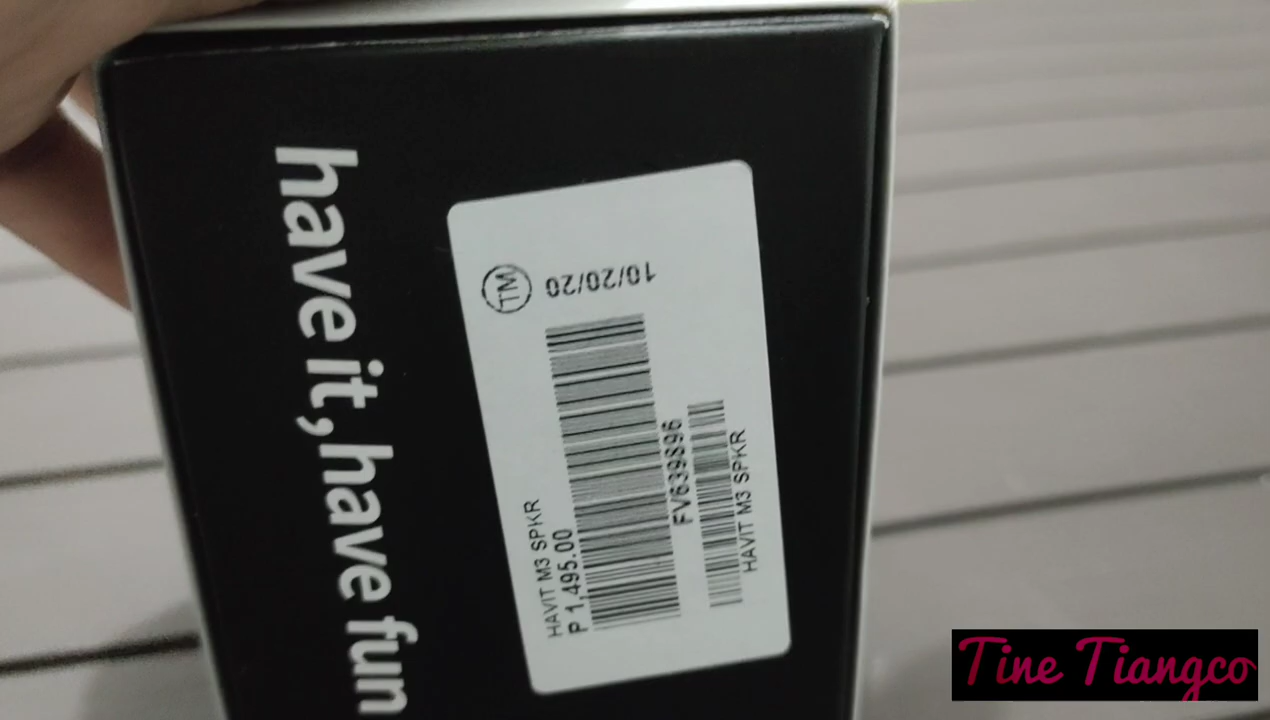 have it, have fun
TM
10/20/20
HAVIT M3 SPKR
P 1,495.00
FV639896
HAVIT M3 SPKR
Tine Tiangco